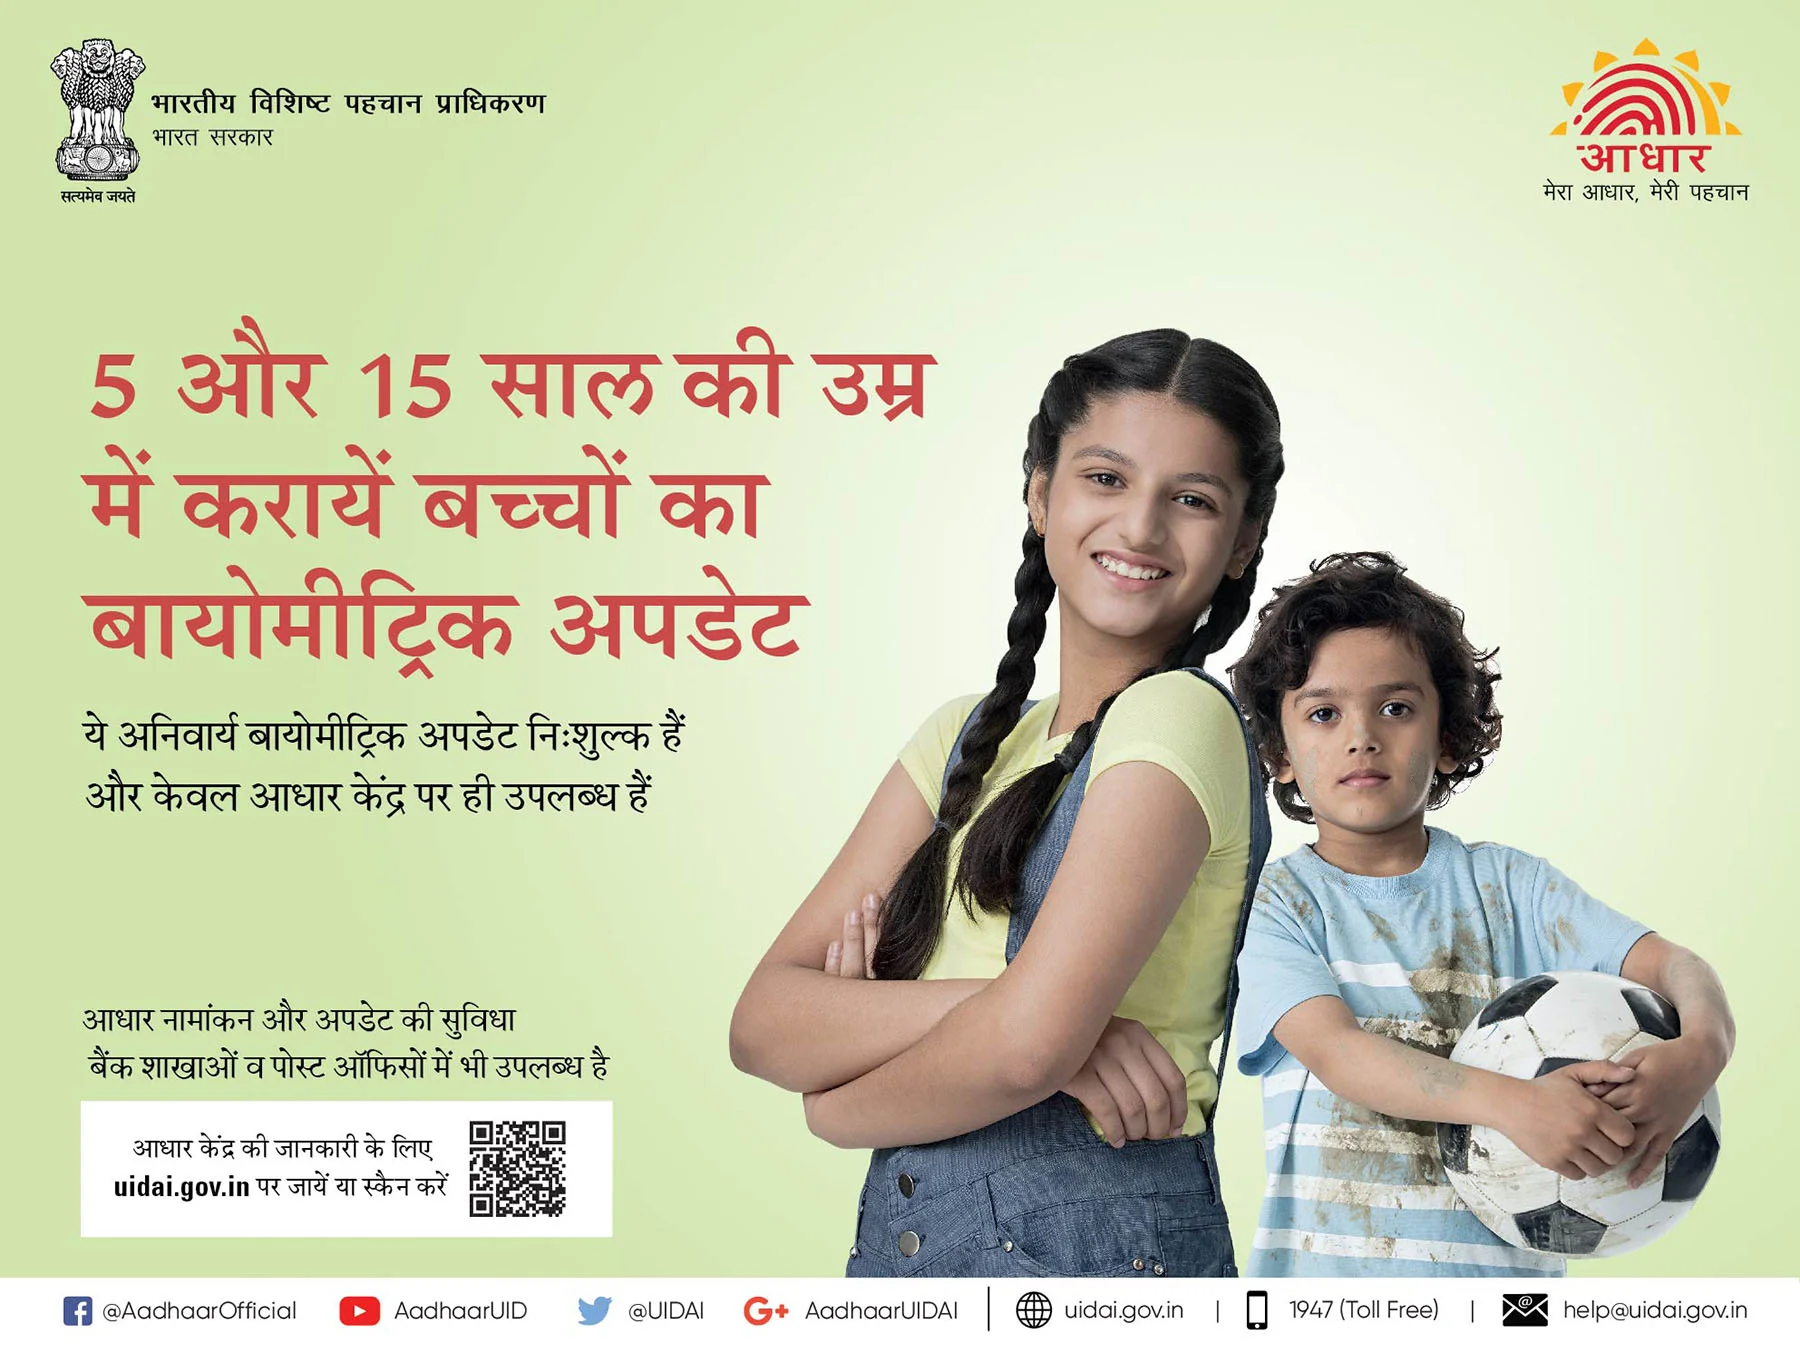 भारतीय विशिष्ट पहचान प्राधिकरण
भारत सरकार
सत्यमेव जयते
आधार
मेरा आधार, मेरी पहचान
5 और 15 साल की उम्र
में करायें बच्चों का
बायोमीट्रिक अपडेट
ये अनिवार्य बायोमीट्रिक अपडेट निःशुल्क हैं
और केवल आधार केंद्र पर ही उपलब्ध हैं
आधार नामांकन और अपडेट की सुविधा
बैंक शाखाओं व पोस्ट ऑफिसों में भी उपलब्ध है
आधार केंद्र की जानकारी के लिए
uidai.gov.in पर जायें या स्कैन करें
@AadhaarOfficial AadhaarUID @UIDAI G+ AadhaarUIDAI | uidai.gov.in | 1947 (Toll Free) | help@uidai.gov.in